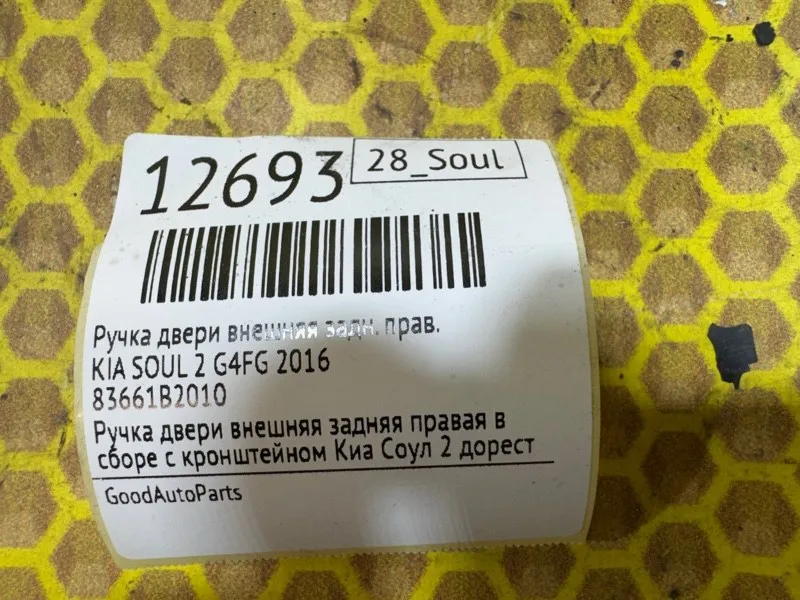 12693
28_Soul
Ручка двери внешняя задн. прав.
KIA SOUL 2 G4FG 2016
83661B2010
Ручка двери внешняя задняя правая в
сборе с кронштейном Киа Соул 2 дорест
GoodAutoParts